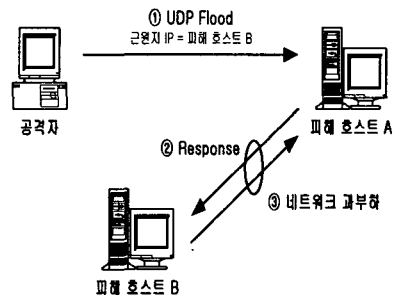 ① UDP Flood
근원지 IP = 피해 호스트 B
공격자
피해 호스트 A
② Response
③ 네트워크 과부하
피해 호스트 B